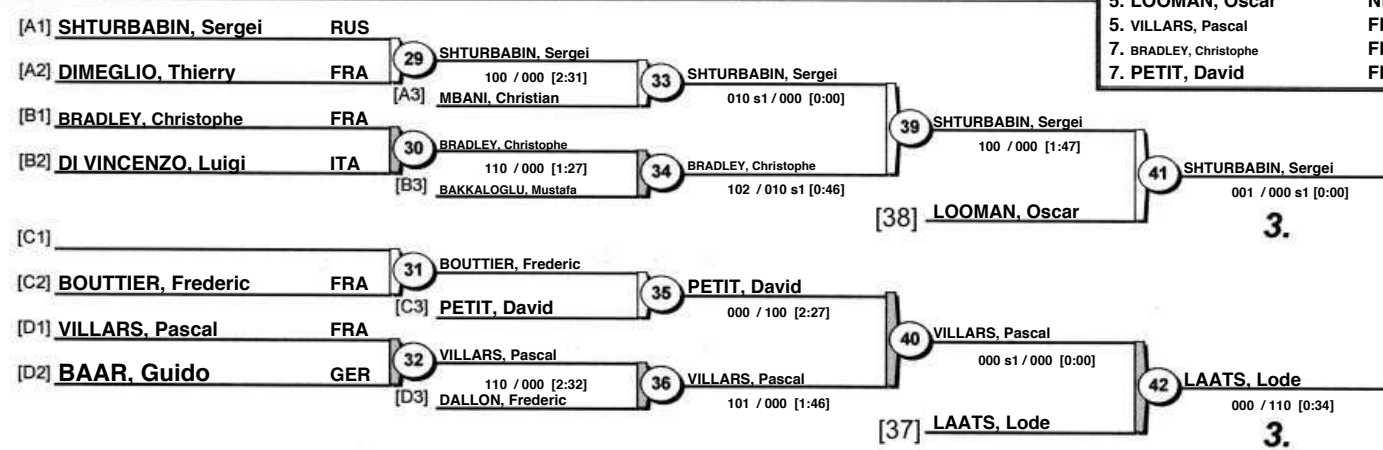 5. LOOMAN, Oscar
5. VILLARS, Pascal
7. BRADLEY, Christophe
7. PETIT, David
[A1] SHTURBABIN, Sergei RUS
[A2] DIMEGLIO, Thierry FRA
29 SHTURBABIN, Sergei
100 / 000 [2:31]
[A3] MBANI, Christian
33 SHTURBABIN, Sergei
010 s1 / 000 [0:00]
[B1] BRADLEY, Christophe FRA
[B2] DI VINCENZO, Luigi ITA
30 BRADLEY, Christophe
110 / 000 [1:27]
[B3] BAKKALOGLU, Mustafa
34 BRADLEY, Christophe
102 / 010 s1 [0:46]
39 SHTURBABIN, Sergei
100 / 000 [1:47]
[38] LOOMAN, Oscar
41 SHTURBABIN, Sergei
001 / 000 s1 [0:00]
3.
[C1]
[C2] BOUTTIER, Frederic FRA
31 BOUTTIER, Frederic
[C3] PETIT, David
35 PETIT, David
000 / 100 [2:27]
[D1] VILLARS, Pascal FRA
[D2] BAAR, Guido GER
32 VILLARS, Pascal
110 / 000 [2:32]
[D3] DALLON, Frederic
36 VILLARS, Pascal
101 / 000 [1:46]
40 VILLARS, Pascal
000 s1 / 000 [0:00]
[37] LAATS, Lode
42 LAATS, Lode
000 / 110 [0:34]
3.